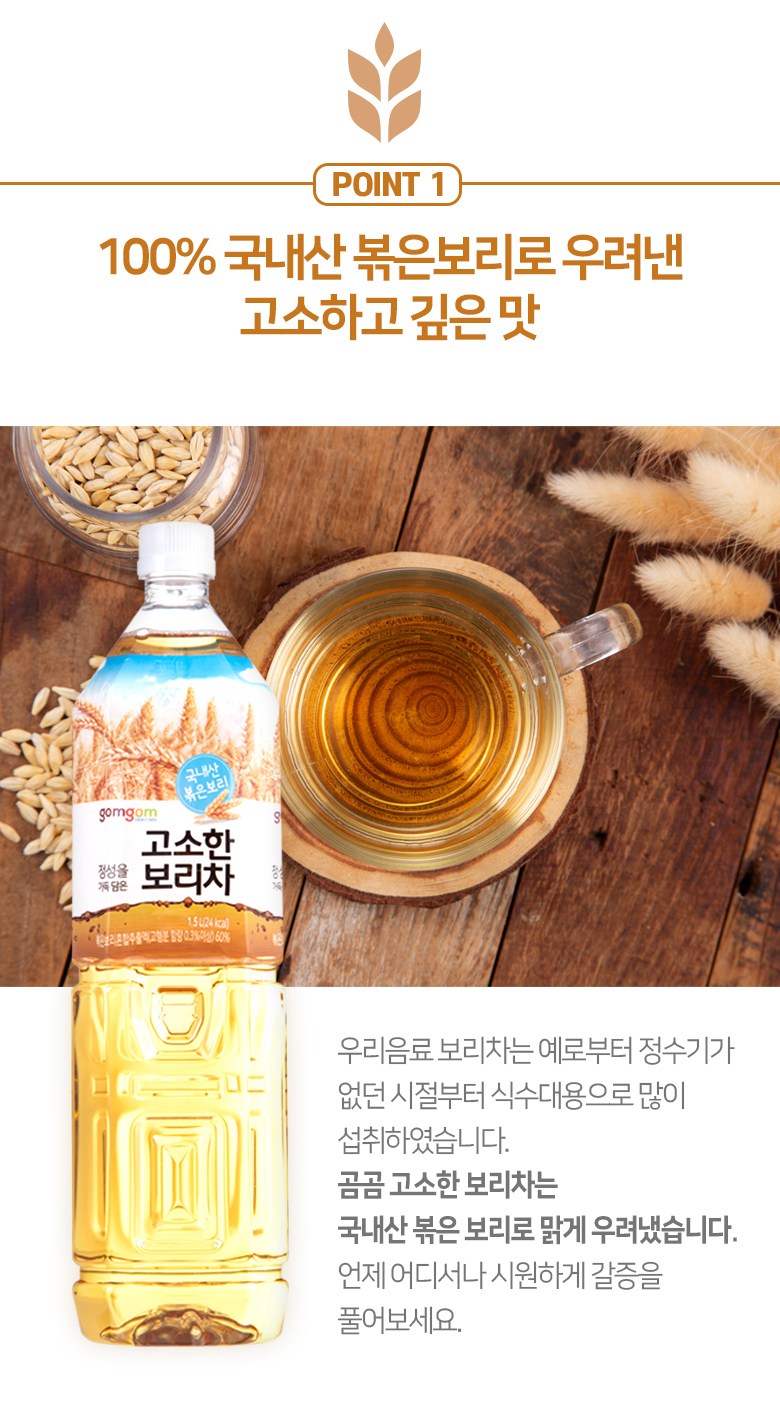 POINT 1
100% 국내산 볶은보리로 우려낸
고소하고 깊은 맛
국내산
볶은보리
gomgom
정성을
가득 담은
고소한
보리차
1.5 L(24 kcal)
우리음료 보리차는 예로부터 정수기가
없던 시절부터 식수대용으로 많이
섭취하였습니다.
곰곰 고소한 보리차는
국내산 볶은 보리로 맑게 우려냈습니다.
언제 어디서나 시원하게 갈증을
풀어보세요.